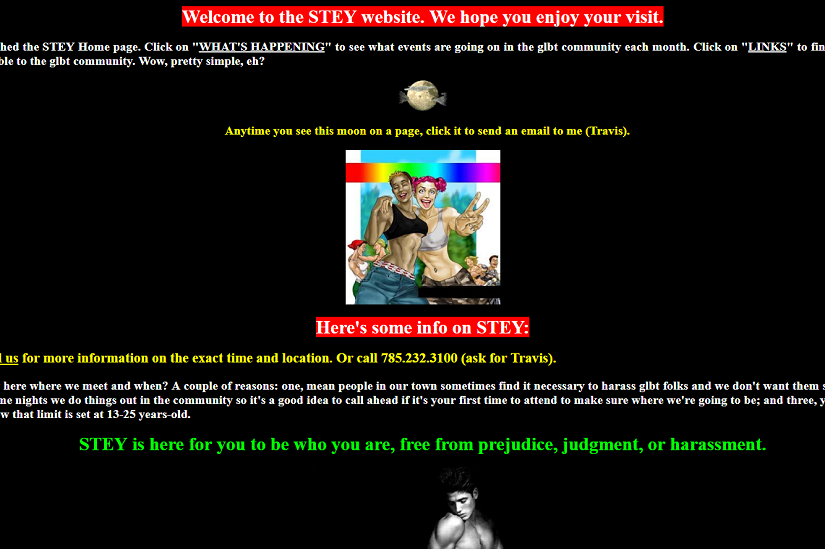 Welcome to the STEY website. We hope you enjoy your visit.
hed the STEY Home page. Click on "WHAT'S HAPPENING" to see what events are going on in the glbt community each month. Click on "LINKS" to fin
ble to the glbt community. Wow, pretty simple, eh?
Anytime you see this moon on a page, click it to send an email to me (Travis).
Here's some info on STEY:
l us for more information on the exact time and location. Or call 785.232.3100 (ask for Travis).
here where we meet and when? A couple of reasons: one, mean people in our town sometimes find it necessary to harass glbt folks and we don't want them s
me nights we do things out in the community so it's a good idea to call ahead if it's your first time to attend to make sure where we're going to be; and three, y
w that limit is set at 13-25 years-old.
STEY is here for you to be who you are, free from prejudice, judgment, or harassment.